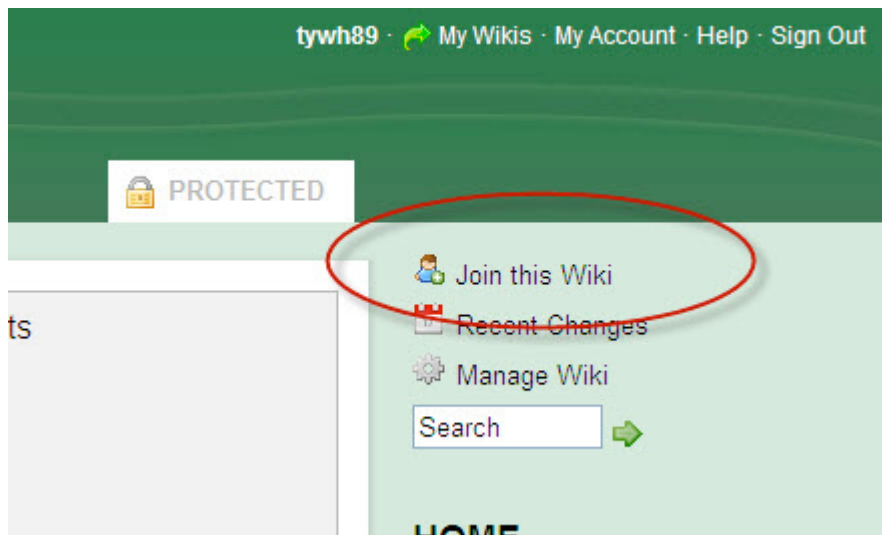 tywh89 · My Wikis · My Account · Help · Sign Out
PROTECTED
Join this Wiki
ts
Recent Changes
Manage Wiki
Search
HOME